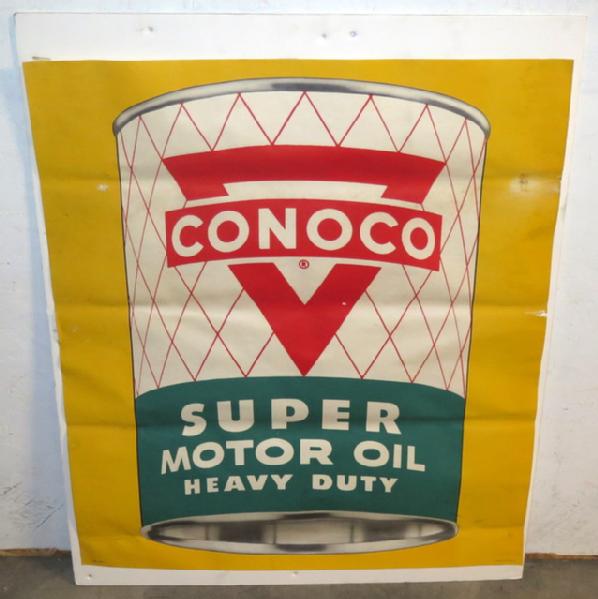 CONOCO
®
SUPER
MOTOR OIL
HEAVY DUTY